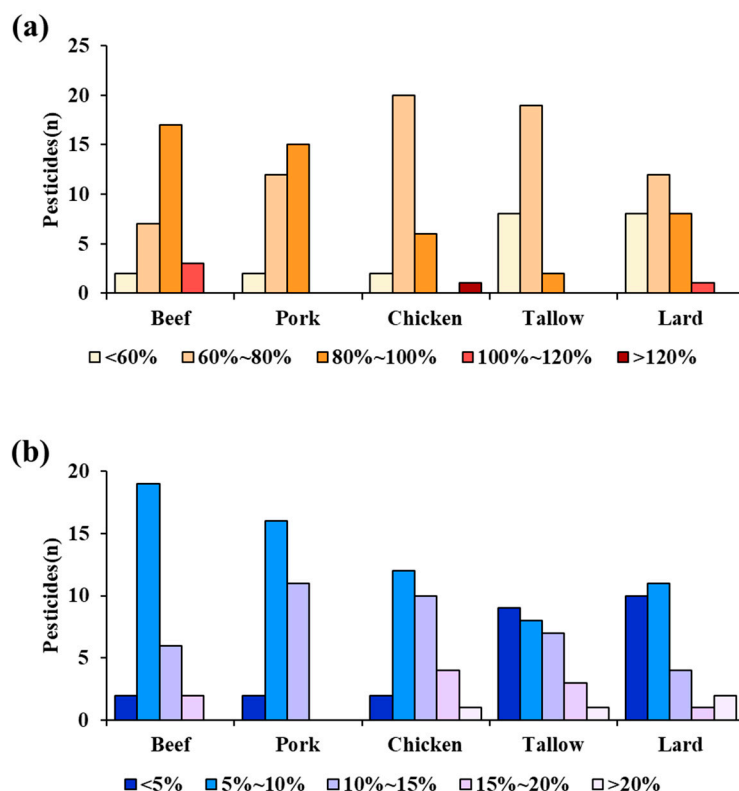 (a)
25
20
15
10
5
0
Pesticides(n)
Beef Pork Chicken Tallow Lard
<60% 60%~80% 80%~100% 100%~120% >120%
(b)
20
15
10
5
0
Pesticides(n)
Beef Pork Chicken Tallow Lard
<5% 5%~10% 10%~15% 15%~20% >20%